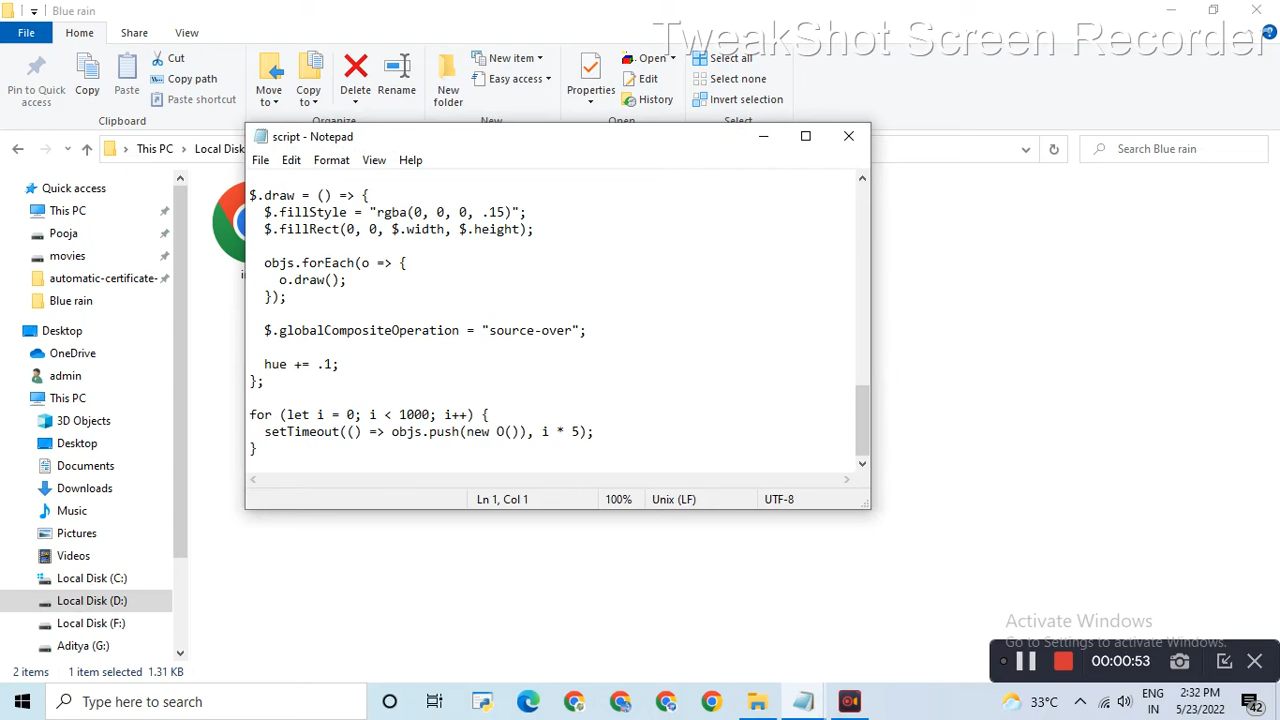 Blue rain
TweakShot Screen Recorder
File
Home
Share
View
Pin to Quick access
Copy
Paste
Cut
Copy path
Paste shortcut
Clipboard
Move to
Copy to
Delete
Rename
Organize
New folder
New item
Easy access
New
Properties
Open
Edit
History
Open
Select all
Select none
Invert selection
Select
This PC
Local Disk
Search Blue rain
script - Notepad
File
Edit
Format
View
Help
$.draw = () => {
$.fillStyle = "rgba(0, 0, 0, .15)";
$.fillRect(0, 0, $.width, $.height);
objs.forEach(o => {
o.draw();
});
$.globalCompositeOperation = "source-over";
hue += .1;
};
for (let i = 0; i < 1000; i++) {
setTimeout(() => objs.push(new O()), i * 5);
}
Ln 1, Col 1
100%
Unix (LF)
UTF-8
Quick access
This PC
Pooja
movies
automatic-certificate-
Blue rain
Desktop
OneDrive
admin
This PC
3D Objects
Desktop
Documents
Downloads
Music
Pictures
Videos
Local Disk (C:)
Local Disk (D:)
Local Disk (F:)
Aditya (G:)
2 items
1 item selected 1.31 KB
Activate Windows
Go to Settings to activate Windows.
00:00:53
Type here to search
33°C
ENG
IN
2:32 PM
5/23/2022
42